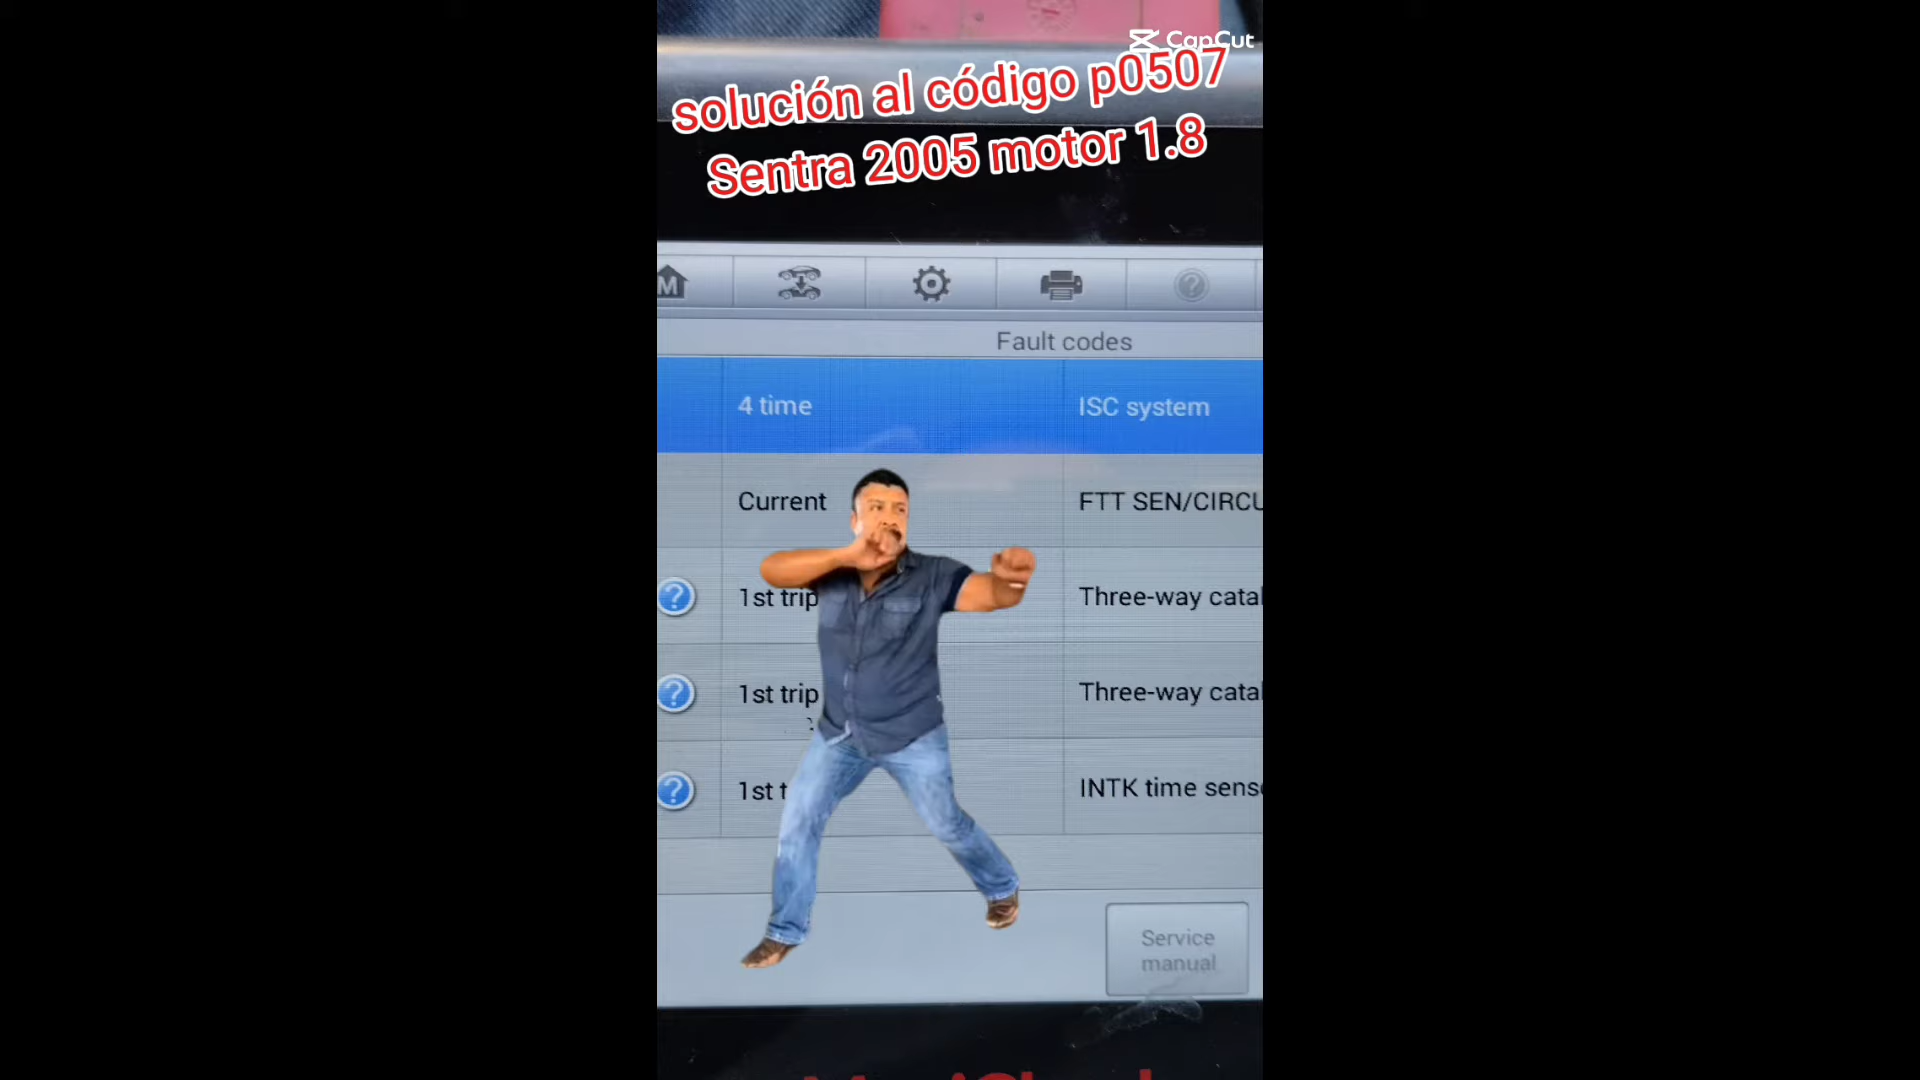 CapCut
solución al código p0507
Sentra 2005 motor 1.8
M
Fault codes
4 time ISC system
Current FTT SEN/CIRCU
? 1st trip Three-way catal
? 1st trip Three-way catal
? 1st t INTK time sens
Service
manual